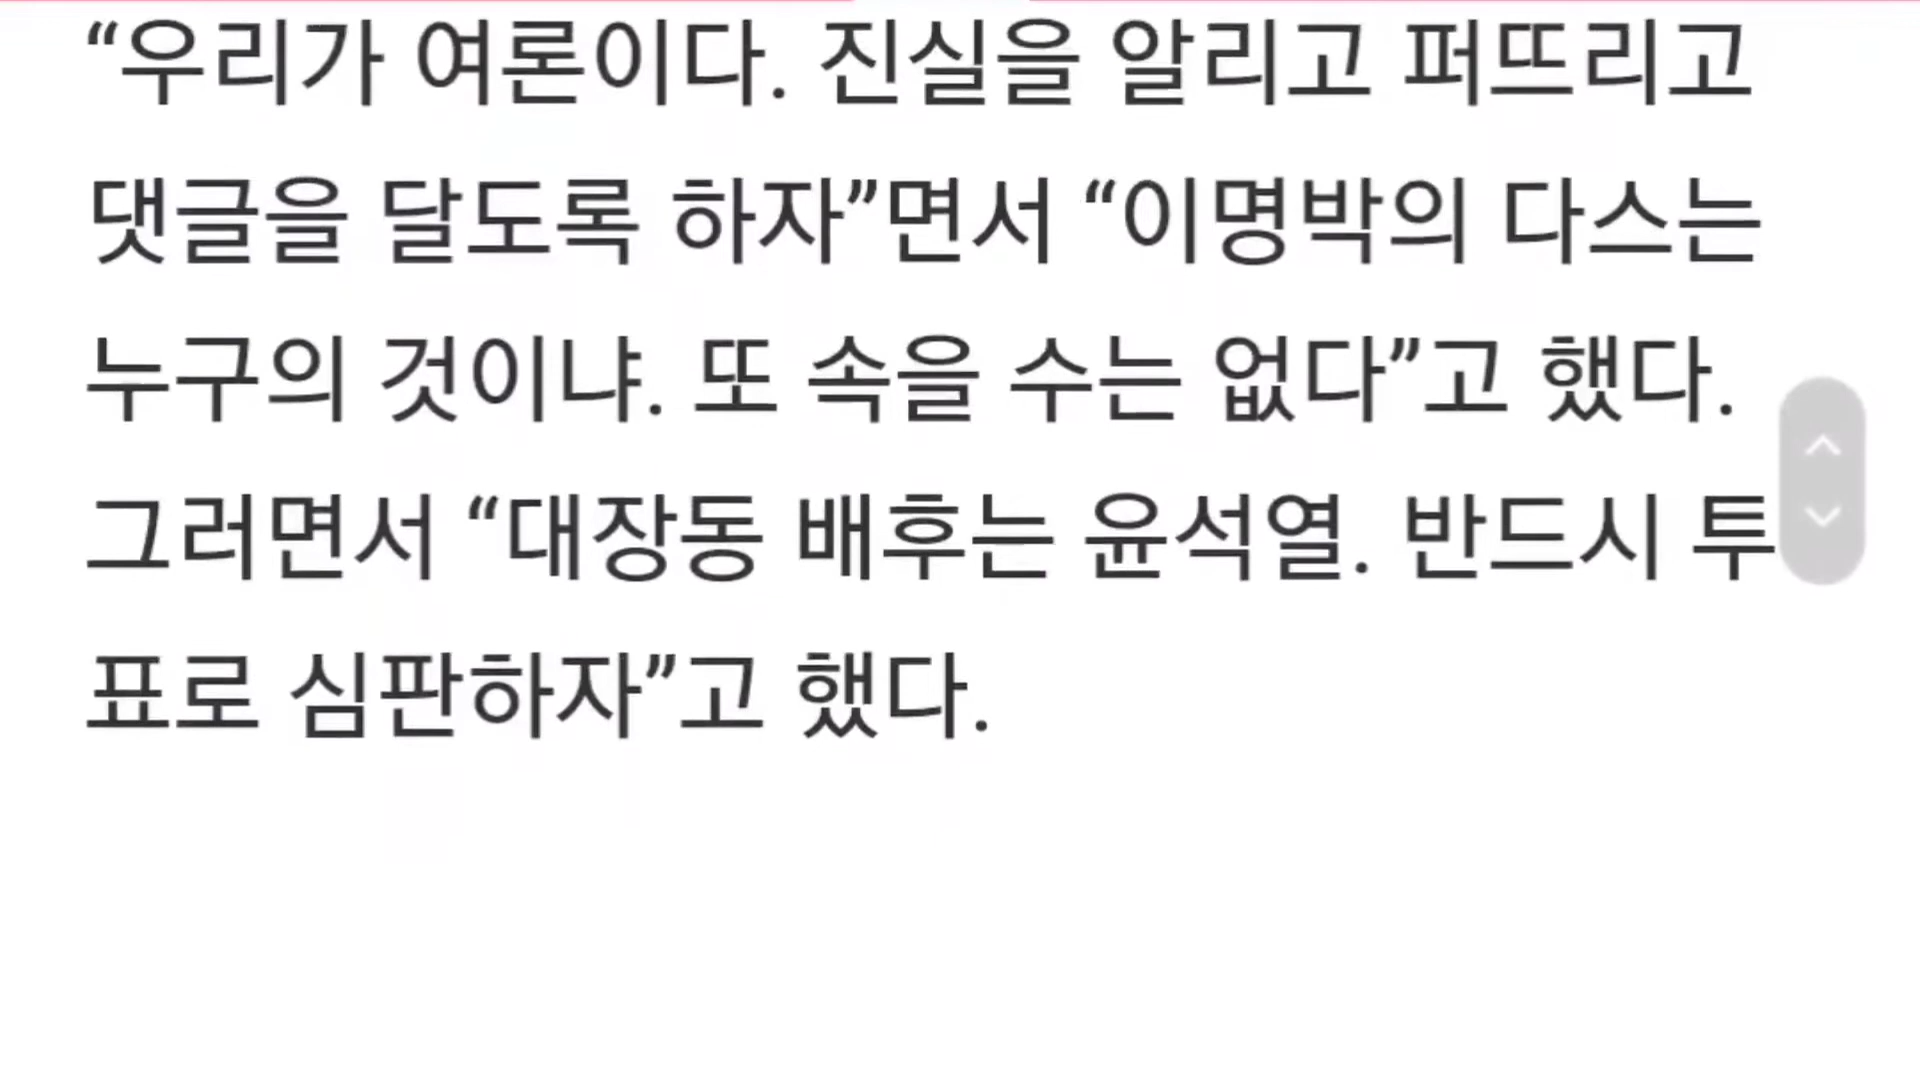 “우리가 여론이다. 진실을 알리고 퍼뜨리고
댓글을 달도록 하자”면서 “이명박의 다스는
누구의 것이냐. 또 속을 수는 없다”고 했다.
그러면서 “대장동 배후는 윤석열. 반드시 투
표로 심판하자”고 했다.